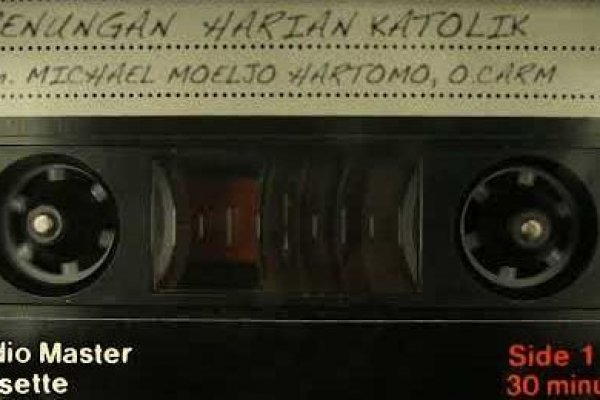 ENUNGAN HARIAN KATOLIK
. MICHAEL MOELJO HARTOMO, O.CARM
dio Master
Side 1
sette
30 minu